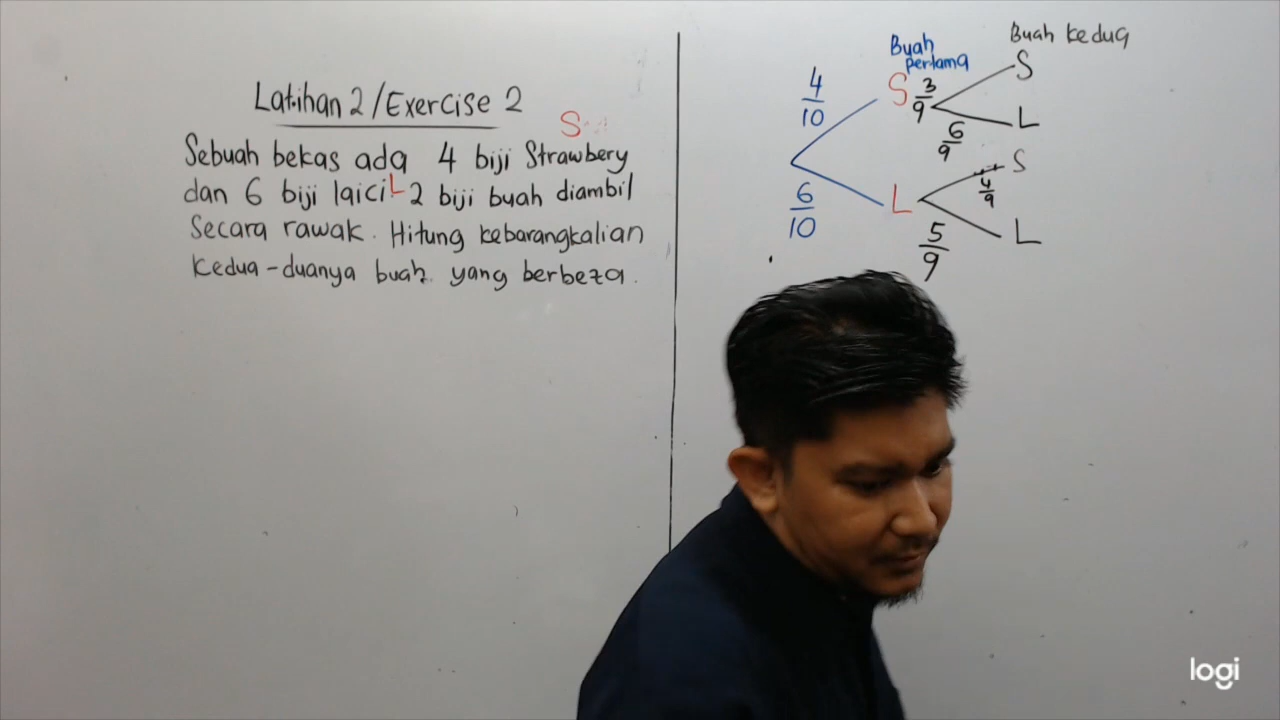 Latihan 2/Exercise 2
S
Sebuah bekas ada 4 biji Strawbery
dan 6 biji laici L 2 biji buah diambil
Secara rawak. Hitung kebarangkalian
kedua-duanya buah yang berbeza.
Buah
pertama
Buah kedua
4/10
S
3/9
S
6/9
L
6/10
L
4/9
S
5/9
L
logi